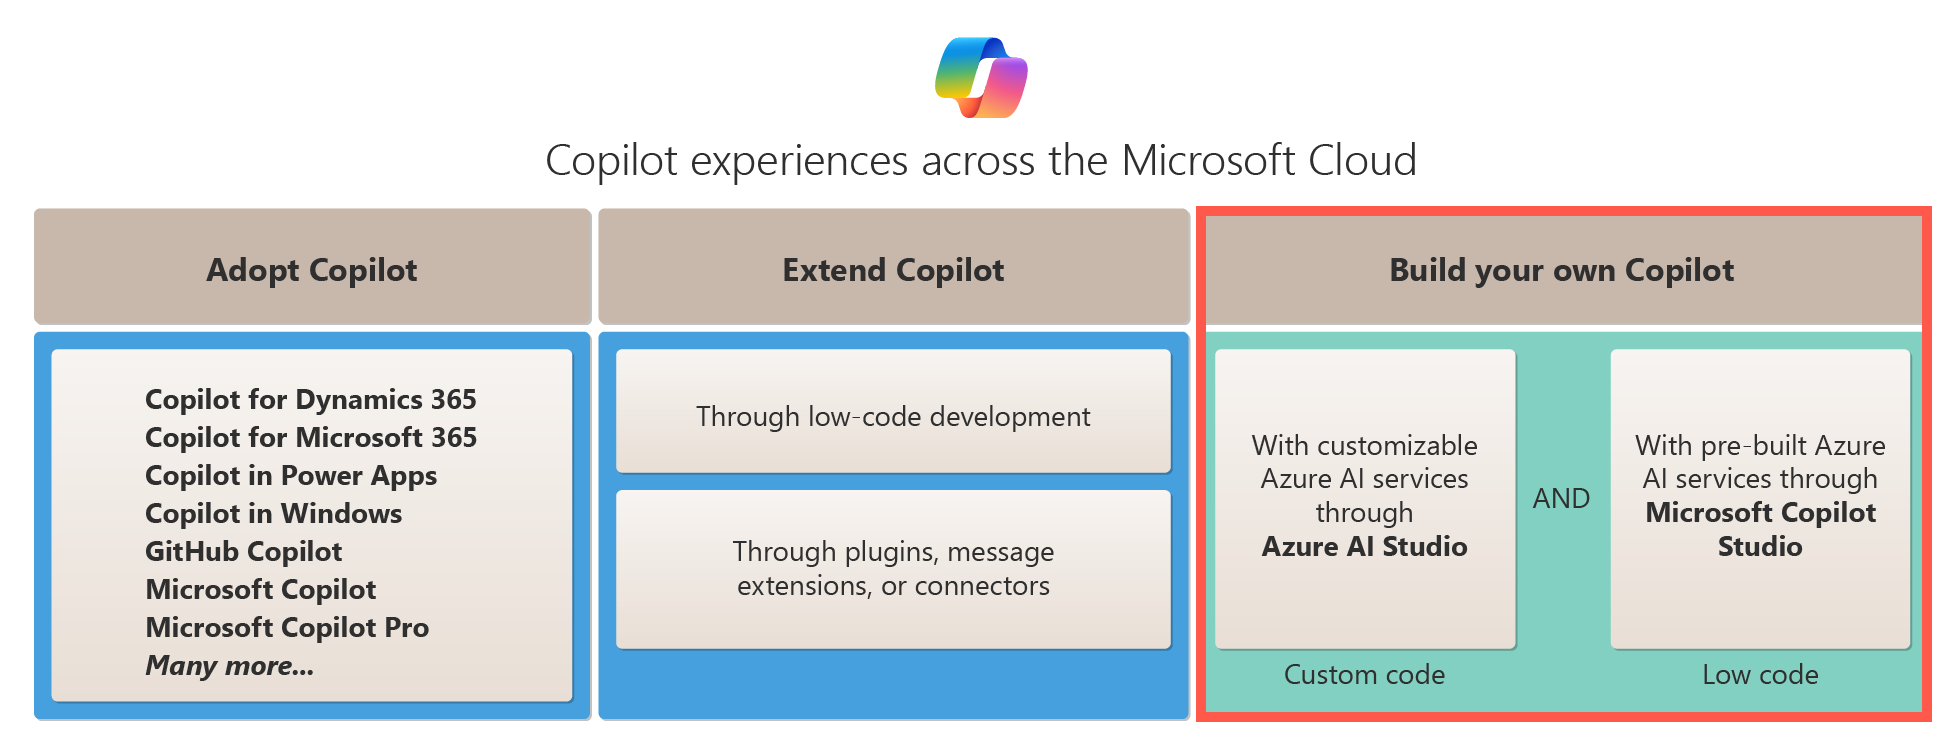 Copilot experiences across the Microsoft Cloud
Adopt Copilot
Copilot for Dynamics 365
Copilot for Microsoft 365
Copilot in Power Apps
Copilot in Windows
GitHub Copilot
Microsoft Copilot
Microsoft Copilot Pro
Many more...
Extend Copilot
Through low-code development
Through plugins, message
extensions, or connectors
Build your own Copilot
With customizable
Azure AI services
through
Azure AI Studio
Custom code
AND
With pre-built Azure
AI services through
Microsoft Copilot
Studio
Low code